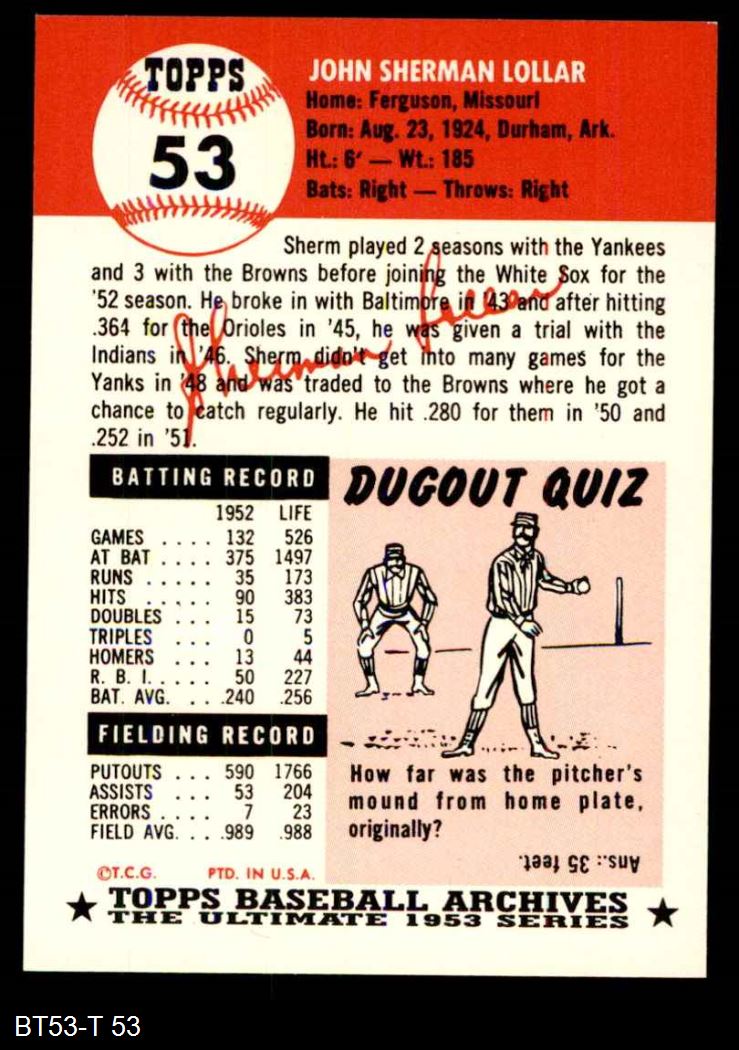 TOPPS
53
JOHN SHERMAN LOLLAR
Home: Ferguson, Missouri
Born: Aug. 23, 1924, Durham, Ark.
Ht.: 6' — Wt.: 185
Bats: Right — Throws: Right
Sherm played 2 seasons with the Yankees
and 3 with the Browns before joining the White Sox for the
'52 season. He broke in with Baltimore in '43 and after hitting
.364 for the Orioles in '45, he was given a trial with the
Indians in '46. Sherm didn't get into many games for the
Yanks in '48 and was traded to the Browns where he got a
chance to catch regularly. He hit .280 for them in '50 and
.252 in '51.
Sherman Lollar
BATTING RECORD
1952 LIFE
GAMES .... 132 526
AT BAT .... 375 1497
RUNS ..... 35 173
HITS ..... 90 383
DOUBLES .. 15 73
TRIPLES ... 0 5
HOMERS ... 13 44
R. B. I. .... 50 227
BAT. AVG. ... .240 .256
FIELDING RECORD
PUTOUTS ... 590 1766
ASSISTS ... 53 204
ERRORS .... 7 23
FIELD AVG. ... .989 .988
DUGOUT QUIZ
How far was the pitcher's
mound from home plate,
originally?
Ans.: 35 feet.
©T.C.G. PTD. IN U.S.A.
★ TOPPS BASEBALL ARCHIVES ★
THE ULTIMATE 1953 SERIES
BT53-T 53